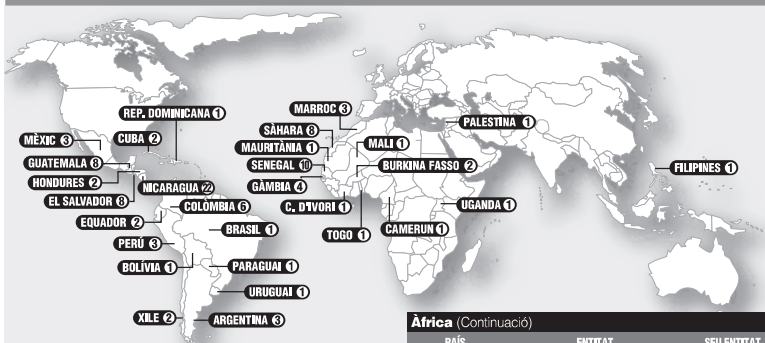 REP. DOMINICANA 1
MÈXIC 3
CUBA 2
GUATEMALA 8
HONDURES 2
NICARAGUA 22
EL SALVADOR 8
COLÒMBIA 6
EQUADOR 2
BRASIL 1
PERÚ 3
BOLÍVIA 1
PARAGUAI 1
URUGUAI 1
XILE 2
ARGENTINA 3
MARROC 3
SÀHARA 8
MAURITÀNIA 1
MALI 1
SENEGAL 10
BURKINA FASSO 2
GÀMBIA 4
C. D'IVORI 1
TOGO 1
CAMERUN 1
UGANDA 1
PALESTINA 1
FILIPINES 1
Àfrica (Continuació)
PAÍS ENTITAT SEU ENTITAT